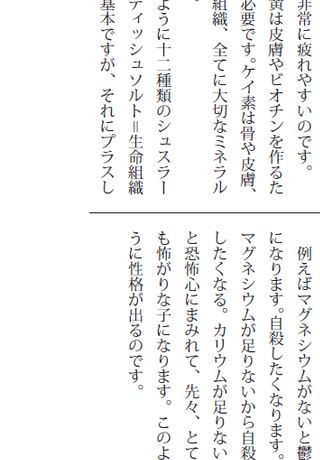 非常に疲れやすいのです。
黄は皮膚やビオチンを作るた
必要です。ケイ素は骨や皮膚、
組織、全てに大切なミネラル
。
ように十二種類のシュスラー
ティッシュソルト＝生命組織
基本ですが、それにプラスし
例えばマグネシウムがないと鬱
になります。自殺したくなります。
マグネシウムが足りないから自殺
したくなる。カリウムが足りない
と恐怖心にまみれて、先々、とて
も怖がりな子になります。このよ
うに性格が出るのです。